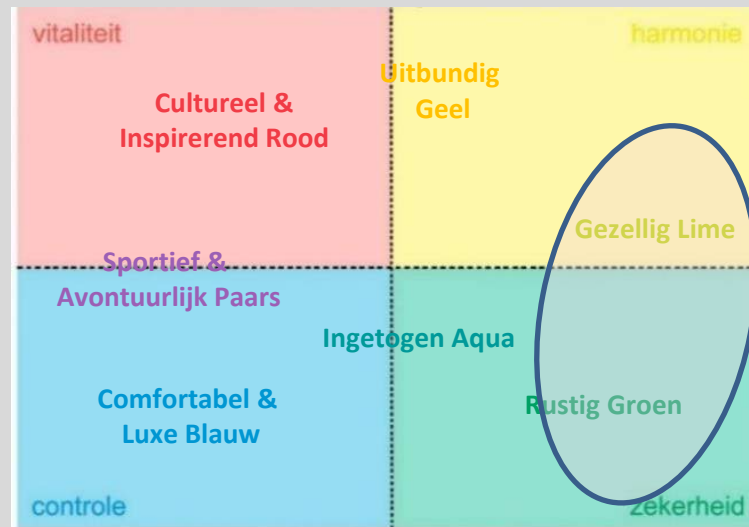 vitaliteit
harmonie
Uitbundig
Geel
Cultureel &
Inspirerend Rood
Gezellig Lime
Sportief &
Avontuurlijk Paars
Ingetogen Aqua
Comfortabel &
Luxe Blauw
Rustig Groen
controle
zekerheid